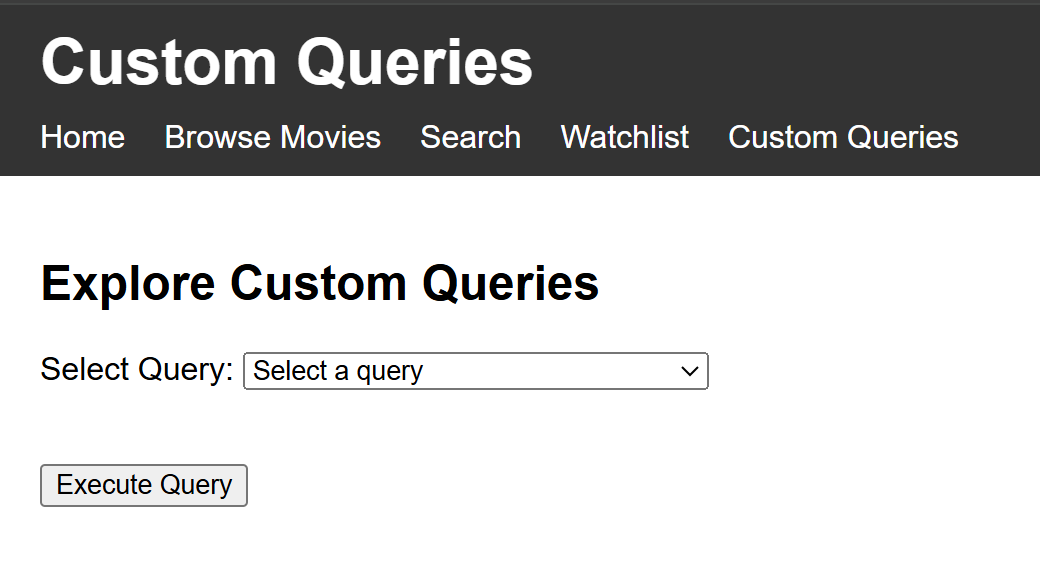 Custom Queries
Home Browse Movies Search Watchlist Custom Queries
Explore Custom Queries
Select Query: Select a query
Execute Query